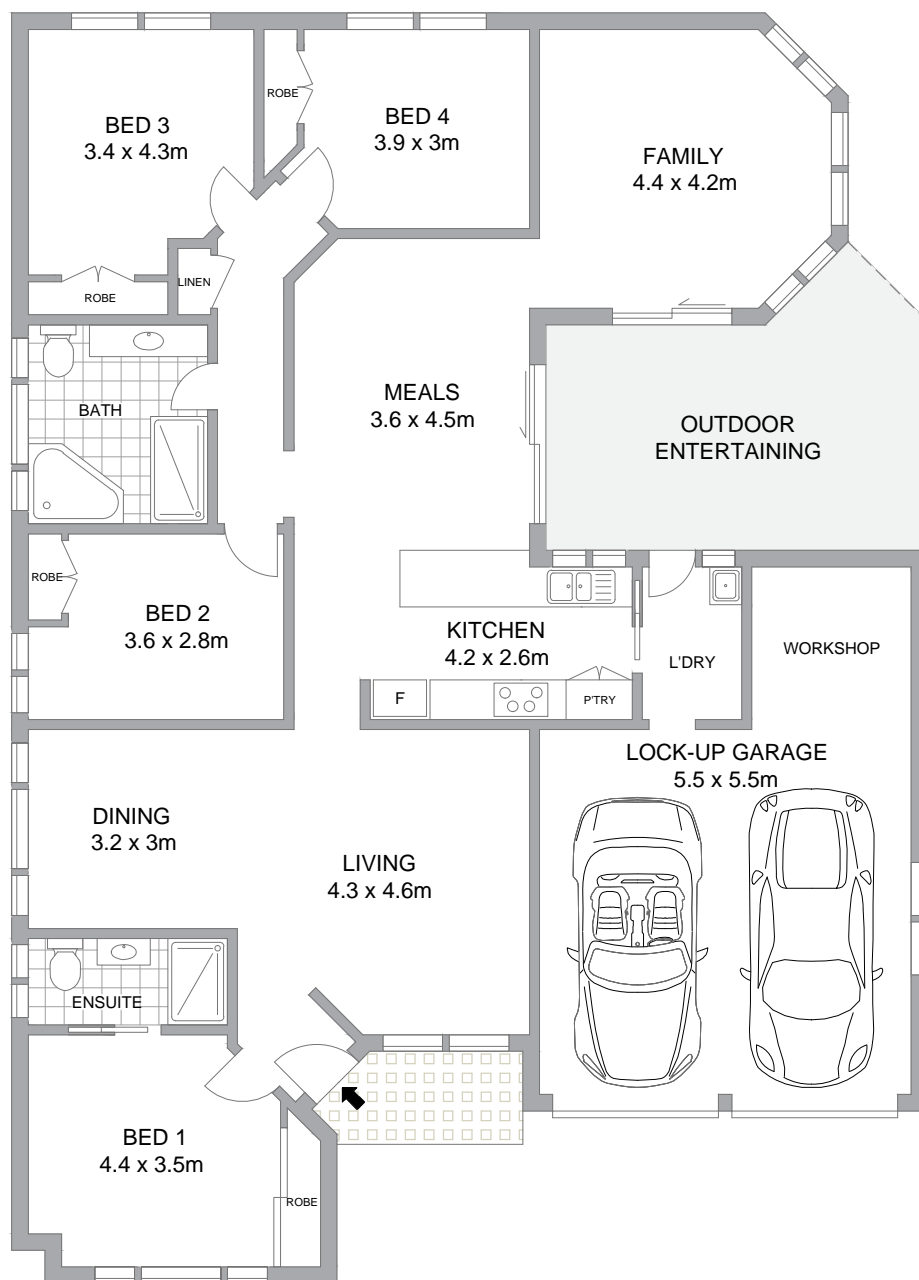 BED 3
3.4 x 4.3m
ROBE
BED 4
3.9 x 3m
FAMILY
4.4 x 4.2m
LINEN
ROBE
BATH
MEALS
3.6 x 4.5m
OUTDOOR
ENTERTAINING
ROBE
BED 2
3.6 x 2.8m
KITCHEN
4.2 x 2.6m
L'DRY
WORKSHOP
F
P'TRY
LOCK-UP GARAGE
5.5 x 5.5m
DINING
3.2 x 3m
LIVING
4.3 x 4.6m
ENSUITE
BED 1
4.4 x 3.5m
ROBE